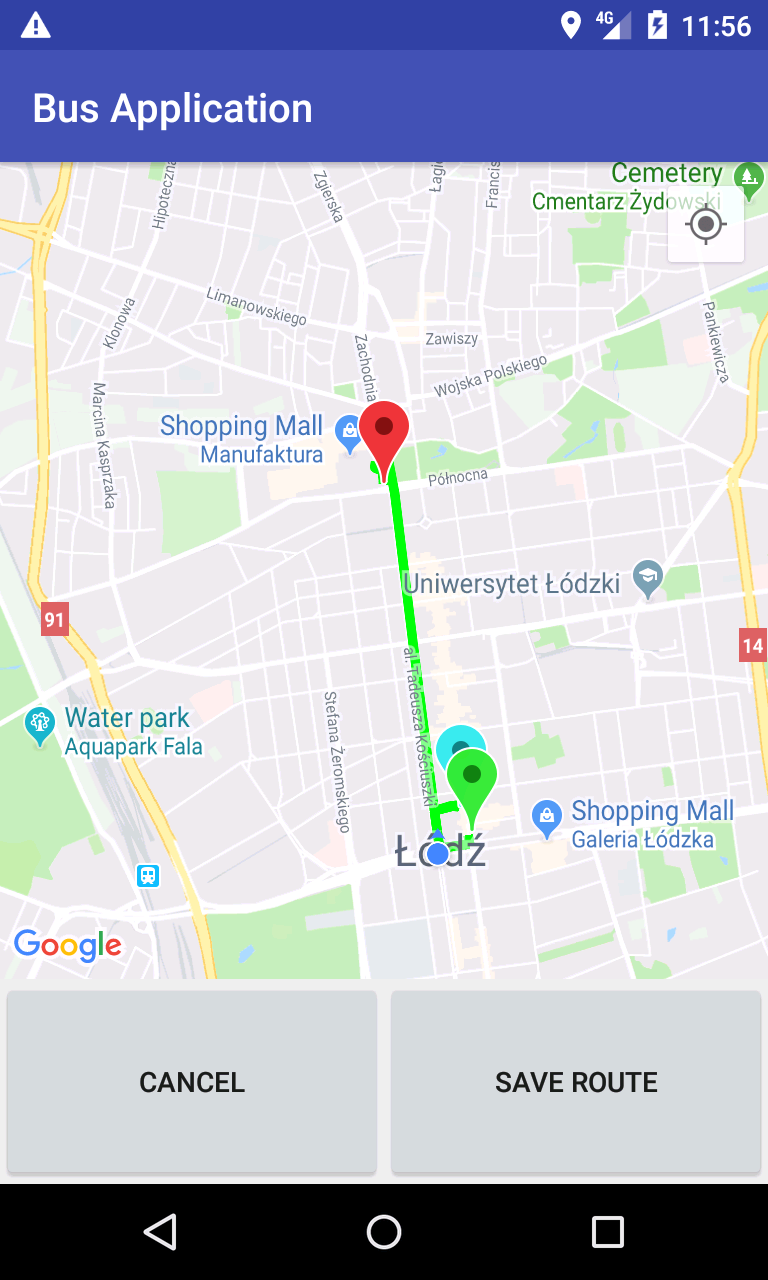 4G
11:56
Bus Application
Cemetery
Cmentarz Żydowski
Hipoteczna
Zgierska
Łagie
Francis
Limanowskiego
Klonowa
Zachodnia
Zawiszy
Pankiewicza
Wojska Polskiego
Marcina Kasprzaka
Shopping Mall
Manufaktura
Północna
Uniwersytet Łódzki
91
14
al. Tadeusza Kościuszki
Stefana Żeromskiego
Water park
Aquapark Fala
Shopping Mall
Galeria Łódzka
Łódź
Google
CANCEL
SAVE ROUTE